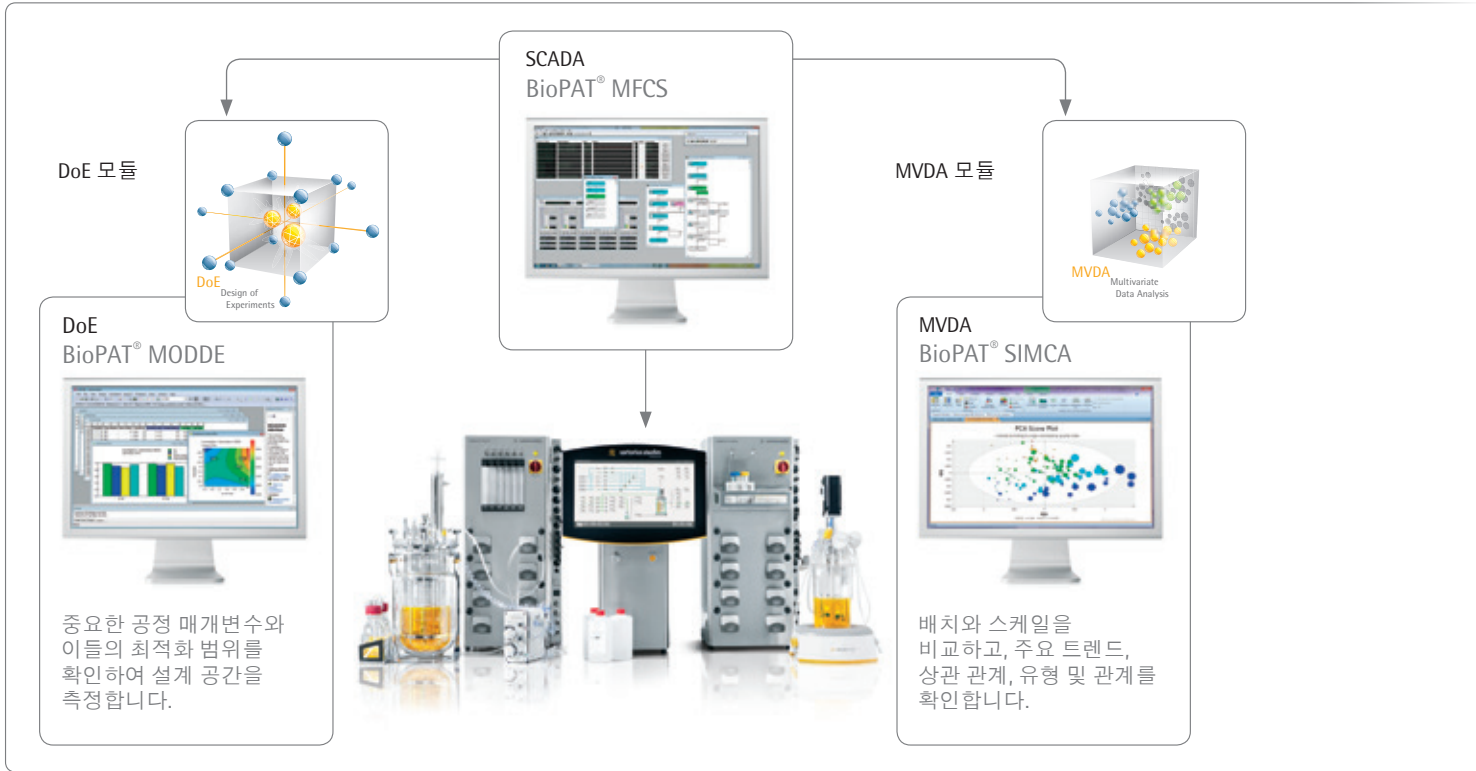 SCADA
BioPAT® MFCS
DoE 모듈
DoE
Design of
Experiments
DoE
BioPAT® MODDE
중요한 공정 매개변수와
이들의 최적화 범위를
확인하여 설계 공간을
측정합니다.
MVDA 모듈
MVDA
Multivariate
Data Analysis
MVDA
BioPAT® SIMCA
PCA Score Plot
배치와 스케일을
비교하고, 주요 트렌드,
상관 관계, 유형 및 관계를
확인합니다.